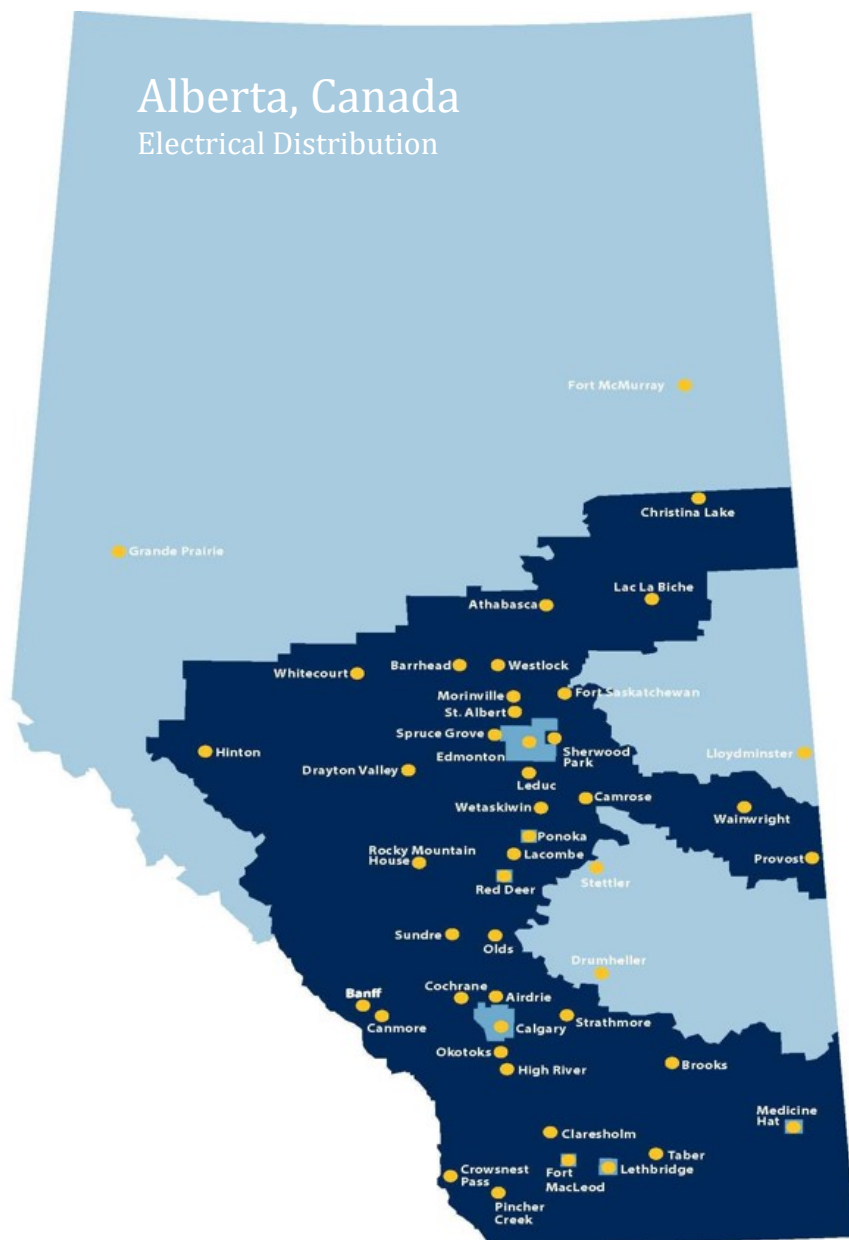 Alberta, Canada
Electrical Distribution
Fort McMurray
Christina Lake
Grande Prairie
Lac La Biche
Athabasca
Barrhead
Westlock
Whitecourt
Morinville
Fort Saskatchewan
St. Albert
Spruce Grove
Edmonton
Sherwood
Park
Hinton
Lloydminster
Drayton Valley
Leduc
Camrose
Wetaskiwin
Wainwright
Ponoka
Rocky Mountain
House
Lacombe
Provost
Red Deer
Stettler
Sundre
Olds
Drumheller
Cochrane
Airdrie
Banff
Canmore
Calgary
Strathmore
Okotoks
High River
Brooks
Medicine
Hat
Claresholm
Taber
Crowsnest
Pass
Fort
MacLeod
Lethbridge
Pincher
Creek